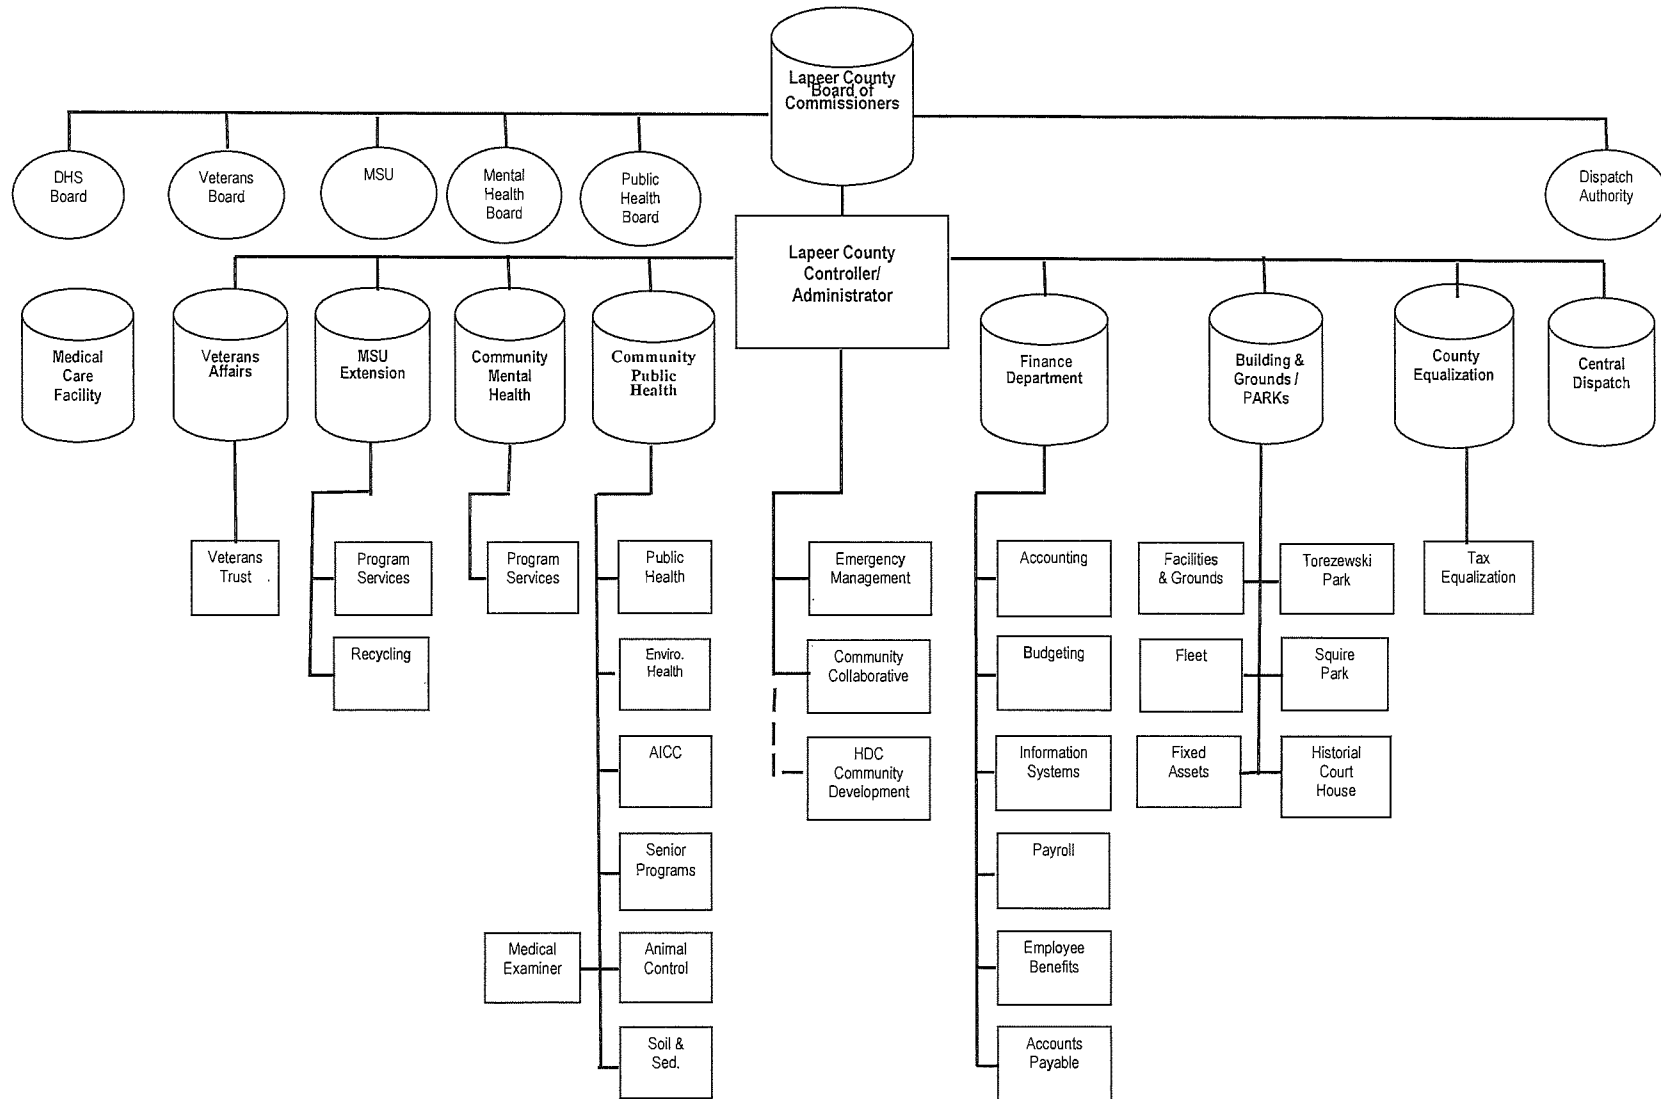 Lapeer County
Board of
Commissioners
DHS
Board
Veterans
Board
MSU
Mental
Health
Board
Public
Health
Board
Dispatch
Authority
Lapeer County
Controller/
Administrator
Medical
Care
Facility
Veterans
Affairs
MSU
Extension
Community
Mental
Health
Community
Public
Health
Finance
Department
Building &
Grounds /
PARKs
County
Equalization
Central
Dispatch
Veterans
Trust
Program
Services
Recycling
Program
Services
Public
Health
Enviro.
Health
AICC
Senior
Programs
Medical
Examiner
Animal
Control
Soil &
Sed.
Emergency
Management
Community
Collaborative
HDC
Community
Development
Accounting
Budgeting
Information
Systems
Payroll
Employee
Benefits
Accounts
Payable
Facilities
& Grounds
Torezewski
Park
Fleet
Squire
Park
Fixed
Assets
Historial
Court
House
Tax
Equalization